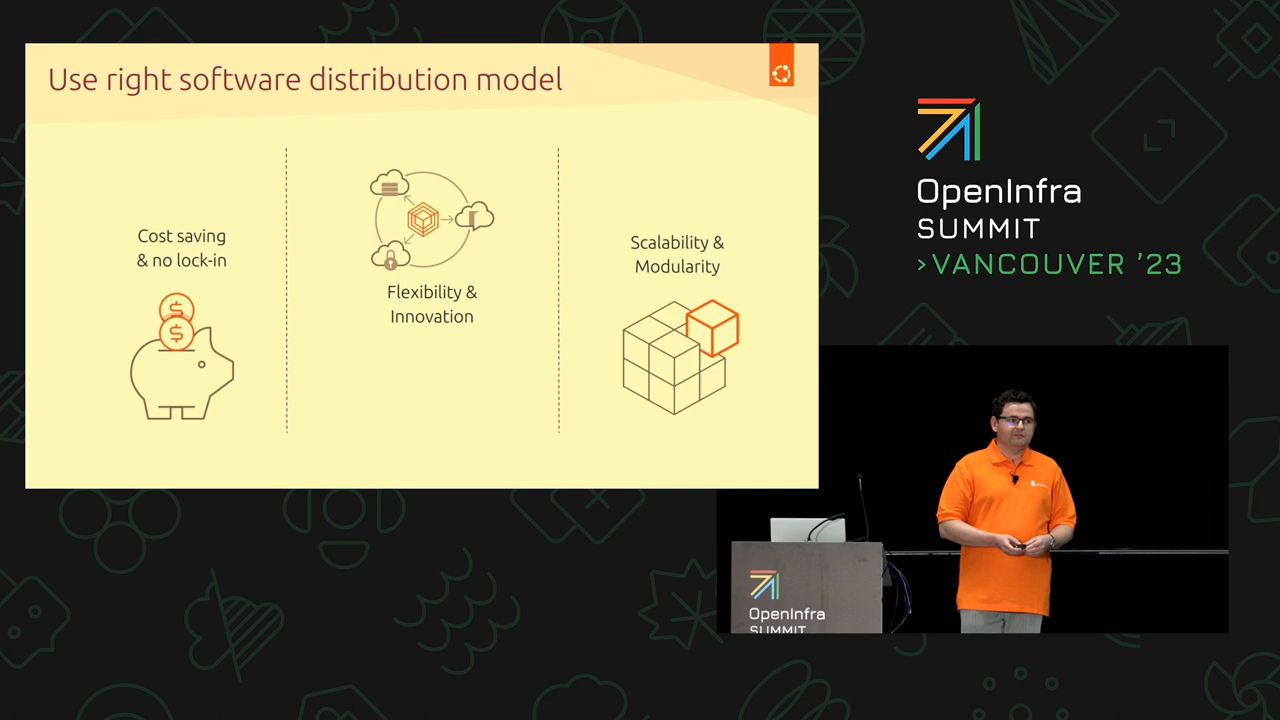 Use right software distribution model
Cost saving
& no lock-in
Flexibility &
Innovation
Scalability &
Modularity
OpenInfra
SUMMIT
>VANCOUVER '23
OpenInfra
SUMMIT